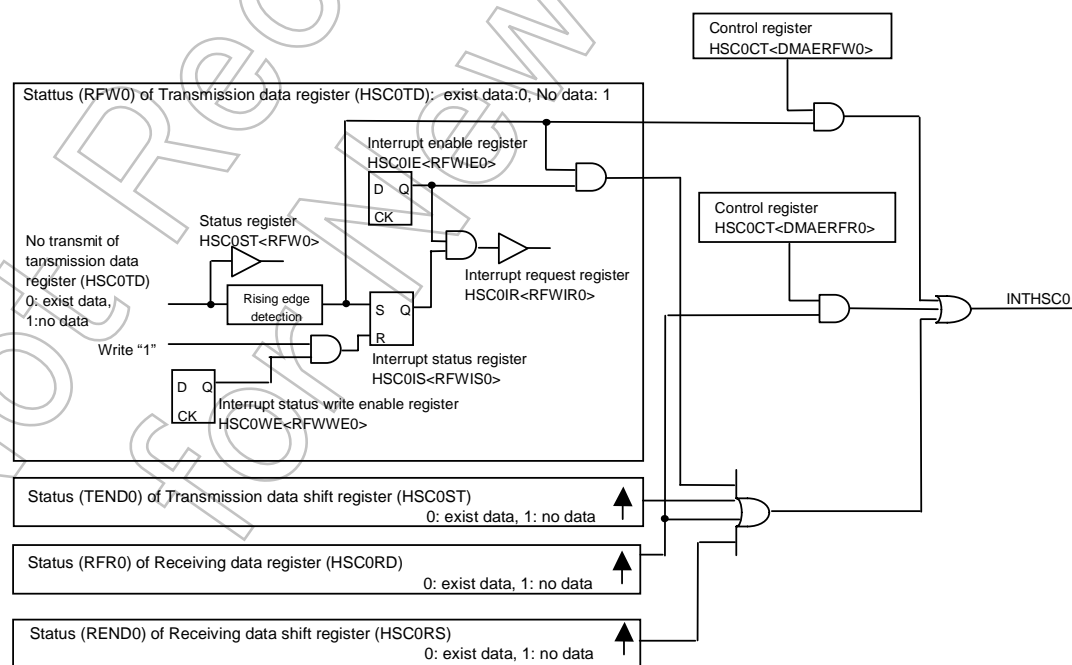 Control register
HSC0CT<DMAERFW0>
Stattus (RFW0) of Transmission data register (HSC0TD): exist data:0, No data: 1
Interrupt enable register
HSC0IE<RFWIE0>
D Q
CK
Control register
HSC0CT<DMAERFR0>
Status register
HSC0ST<RFW0>
No transmit of
tansmission data
register (HSC0TD)
0: exist data,
1:no data
Rising edge
detection
Interrupt request register
HSC0IR<RFWIR0>
S Q
R
INTHSC0
Write “1”
Interrupt status register
HSC0IS<RFWIS0>
D Q
CK
Interrupt status write enable register
HSC0WE<RFWWE0>
Status (TEND0) of Transmission data shift register (HSC0ST)
0: exist data, 1: no data
Status (RFR0) of Receiving data register (HSC0RD)
0: exist data, 1: no data
Status (REND0) of Receiving data shift register (HSC0RS)
0: exist data, 1: no data
for New